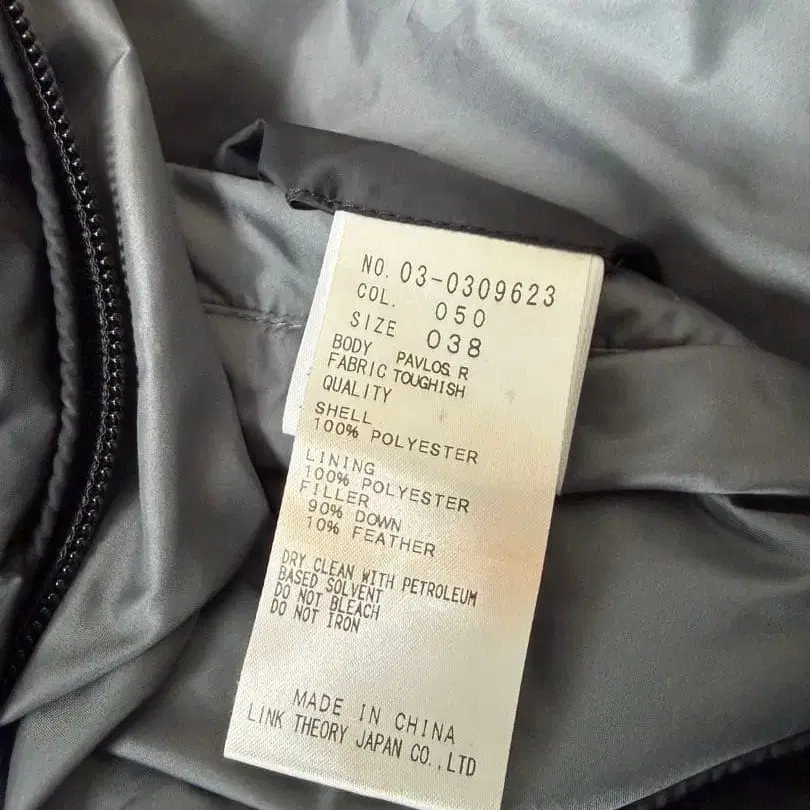 NO. 03-0309623
COL. 050
SIZE 038
BODY PAVLOS. R
FABRIC TOUGHISH
QUALITY
SHELL
100% POLYESTER
LINING
100% POLYESTER
FILLER
90% DOWN
10% FEATHER
DRY CLEAN WITH PETROLEUM
BASED SOLVENT
DO NOT BLEACH
DO NOT IRON
MADE IN CHINA
LINK THEORY JAPAN CO.,LTD